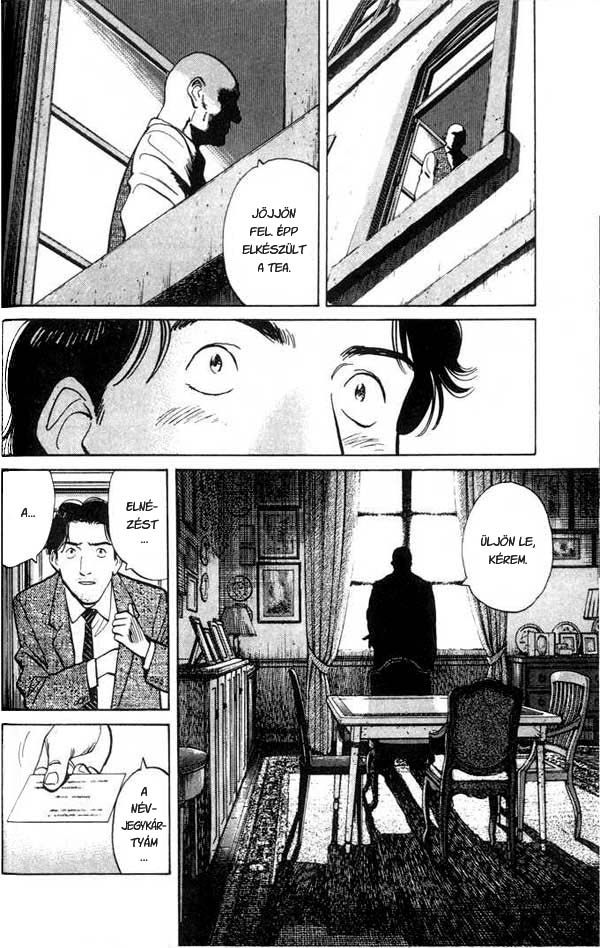 JÖJJÖN
FEL. ÉPP
ELKÉSZÜLT
A TEA.
ÜLJÖN LE,
KÉREM.
ELNÉ-
ZÉST
...
A...
A
NÉV-
JEGYKÁR-
TYÁM
...